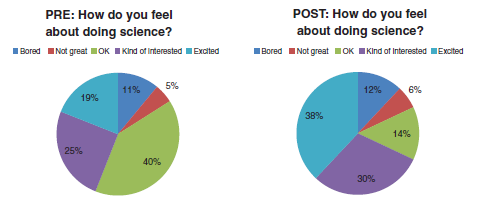 PRE: How do you feel
about doing science?
Bored Not great OK Kind of Interested Excited
11%
5%
40%
25%
19%
POST: How do you feel
about doing science?
Bored Not great OK Kind of Interested Excited
12%
6%
14%
30%
38%